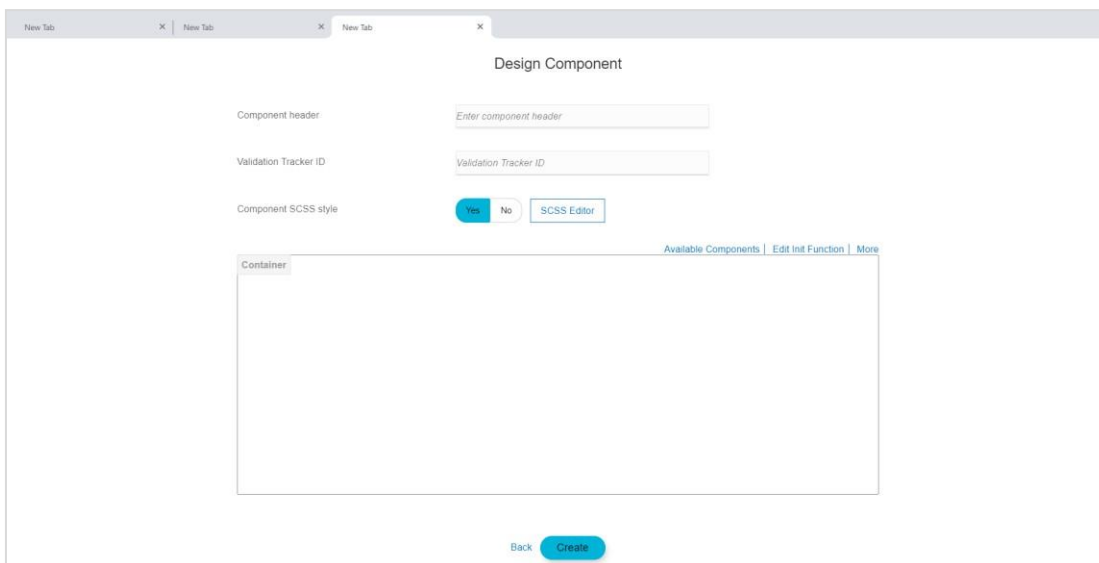 New Tab × New Tab × New Tab ×
Design Component
Component header Enter component header
Validation Tracker ID Validation Tracker ID
Component SCSS style Yes No SCSS Editor
Available Components | Edit Init Function | More
Container
Back Create